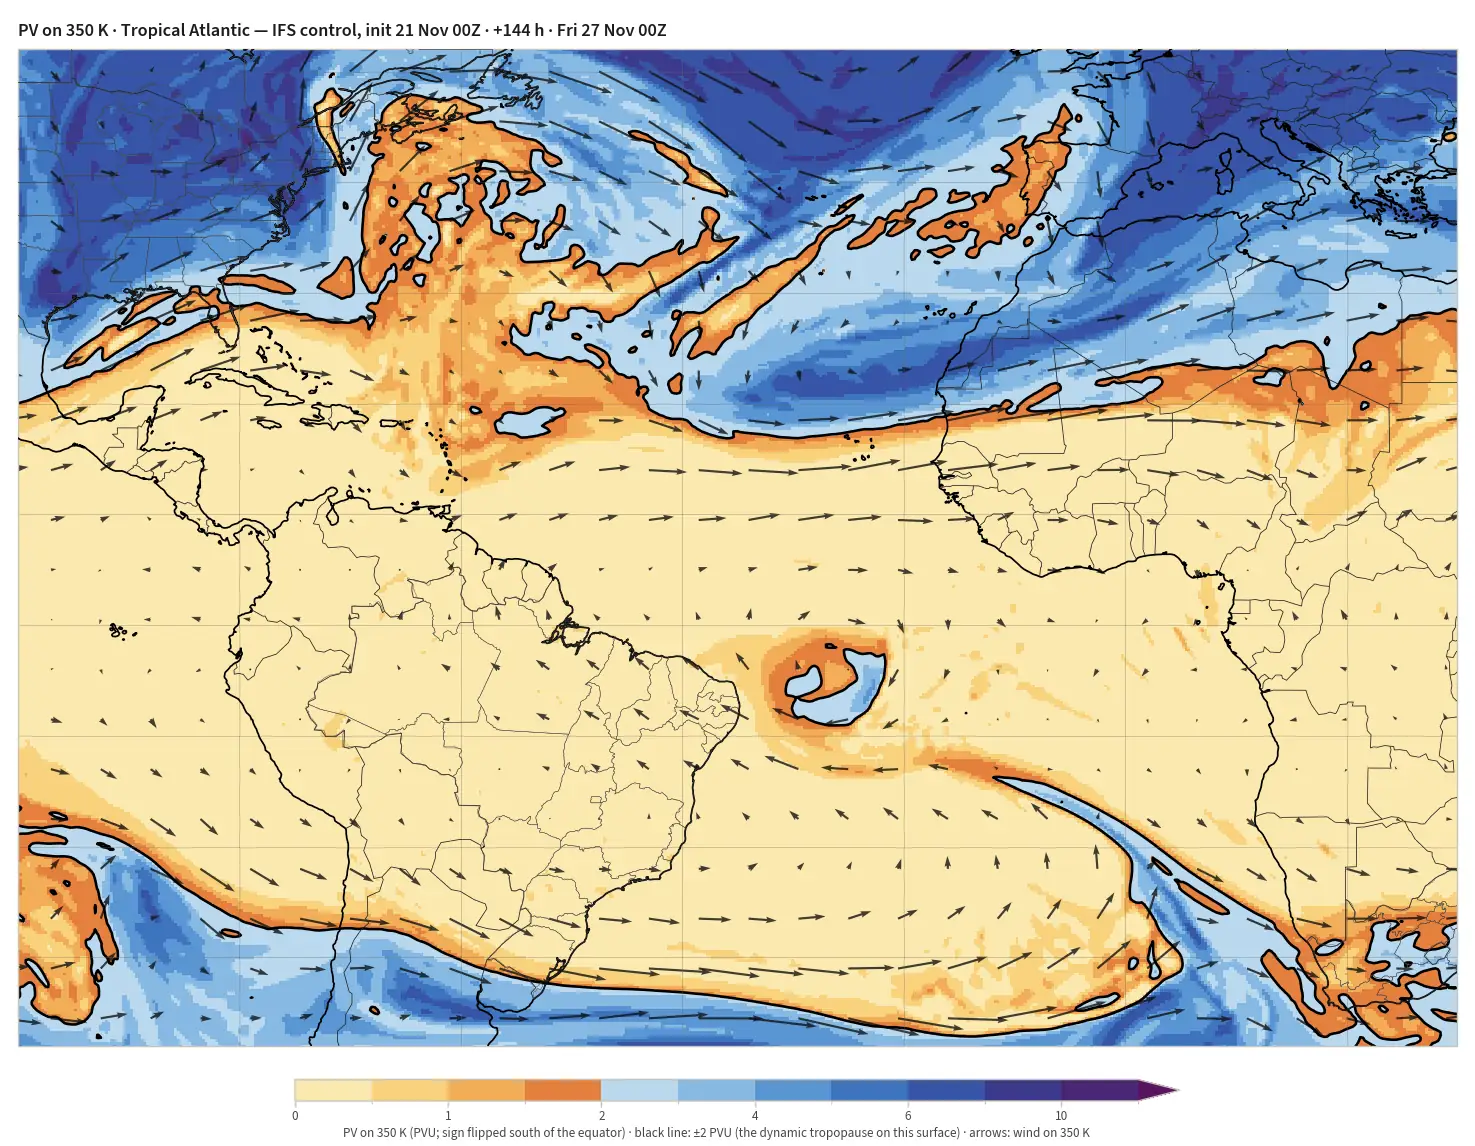 PV on 350 K · Tropical Atlantic — IFS control, init 21 Nov 00Z · +144 h · Fri 27 Nov 00Z
0 1 2 4 6 10
PV on 350 K (PVU; sign flipped south of the equator) · black line: ±2 PVU (the dynamic tropopause on this surface) · arrows: wind on 350 K